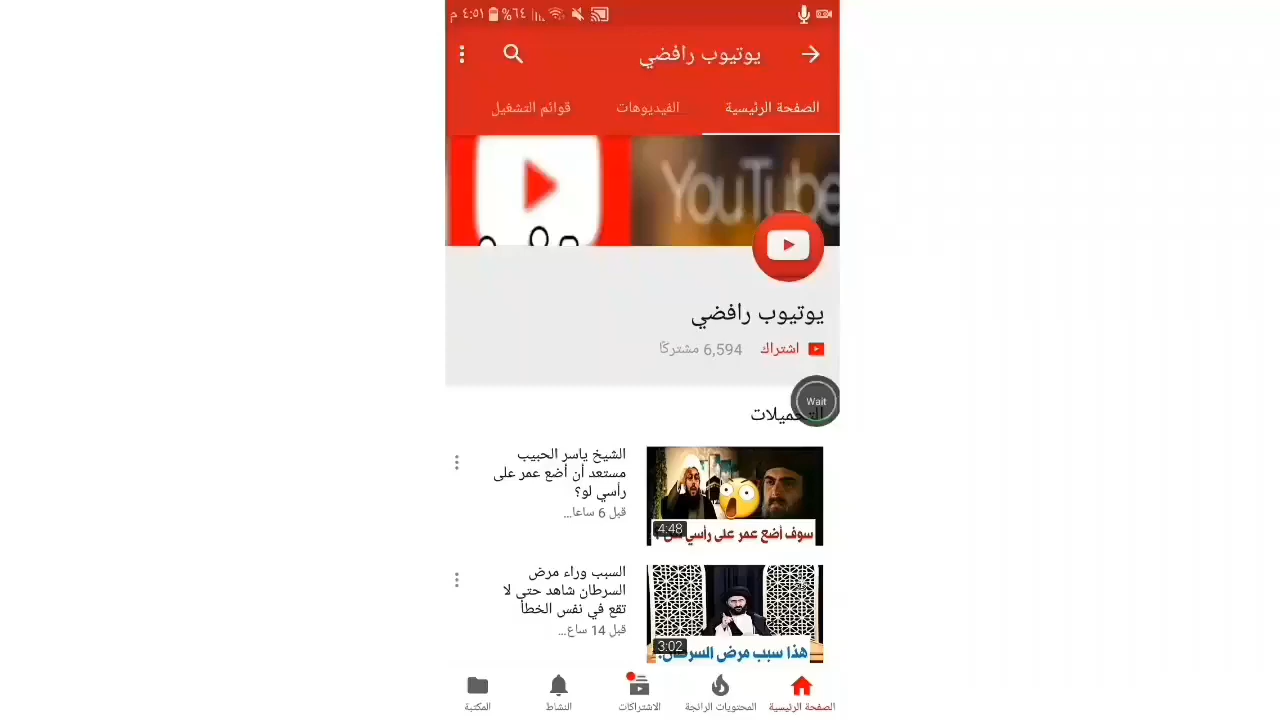 ٤:٥١ م %٦٤
يوتيوب رافضي
الصفحة الرئيسية
الفيديوهات
قوائم التشغيل
YouTube
يوتيوب رافضي
اشتراك 6,594 مشتركًا
Wait
التحميلات
الشيخ ياسر الحبيب
مستعد أن أضع عمر على
رأسي لو؟
قبل 6 ساعا...
4:48
سوف أضع عمر على رأسي
السبب وراء مرض
السرطان شاهد حتى لا
تقع في نفس الخطأ
قبل 14 ساع...
3:02
هذا سبب مرض السرطان.
الصفحة الرئيسية
المحتويات الرائجة
الاشتراكات
النشاط
المكتبة